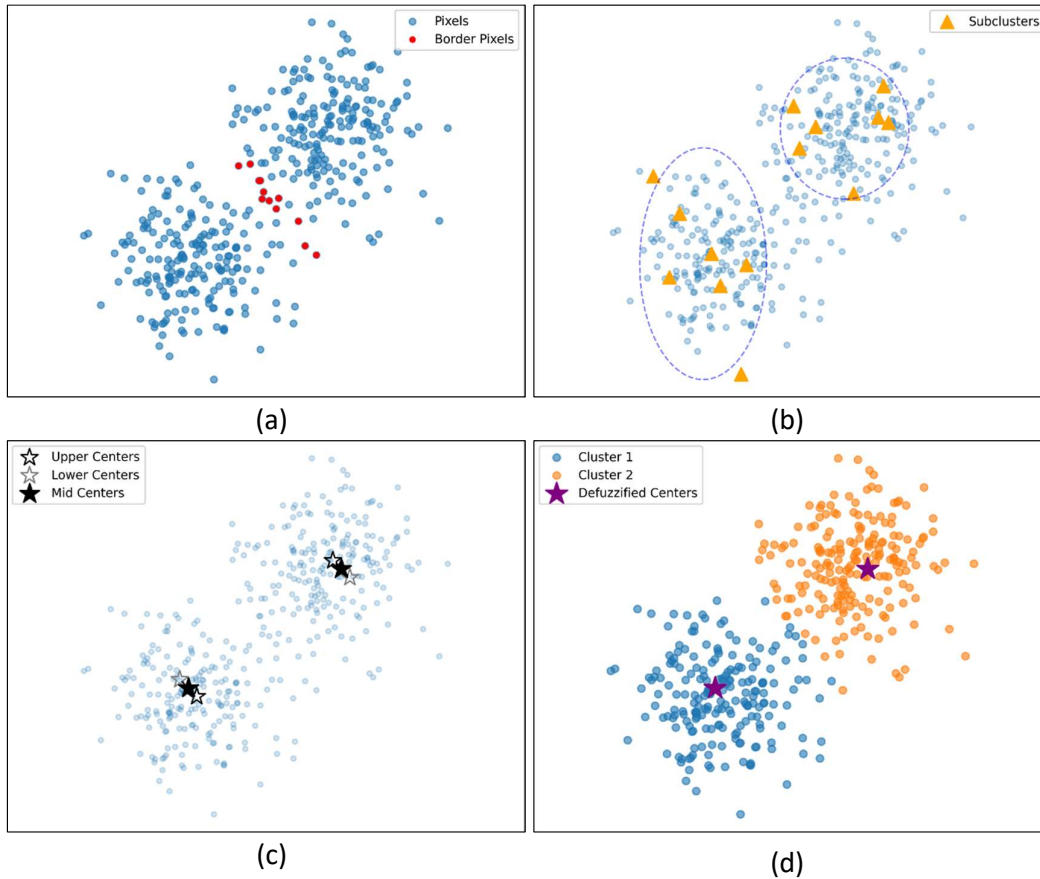 Pixels
Border Pixels
(a)
Subclusters
(b)
Upper Centers
Lower Centers
Mid Centers
(c)
Cluster 1
Cluster 2
Defuzzified Centers
(d)